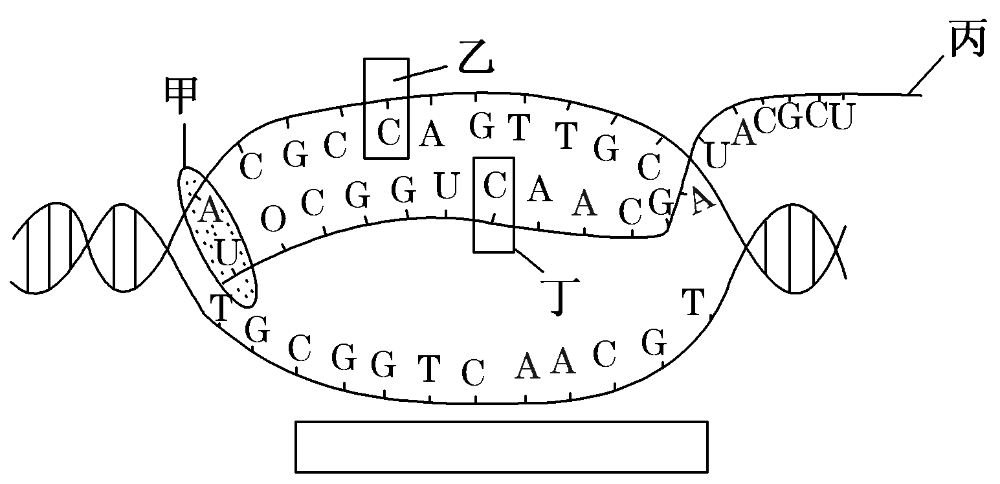 丙
乙
甲
C G C C A G T T G C
U A C G C U
A
U O C G G U C A A C G A
丁
T G C G G T C A A C G T